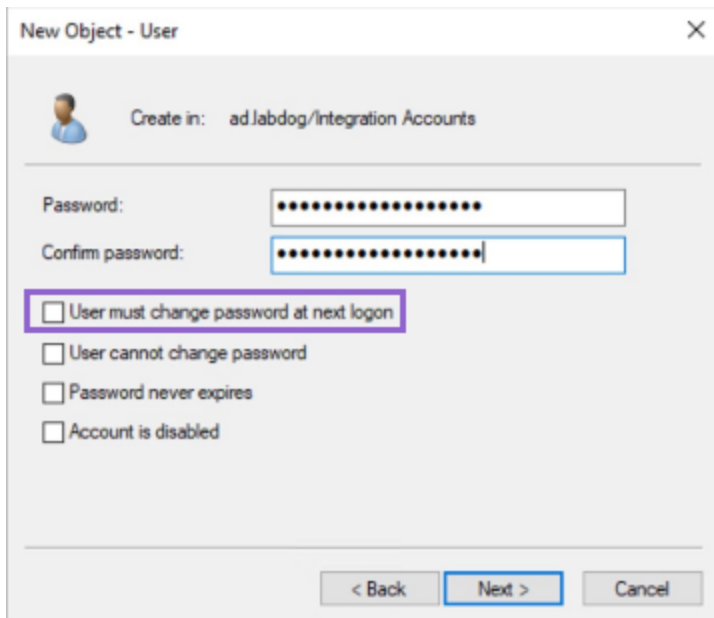 New Object - User
Create in: ad.labdog/Integration Accounts
Password:
Confirm password:
User must change password at next logon
User cannot change password
Password never expires
Account is disabled
< Back Next > Cancel